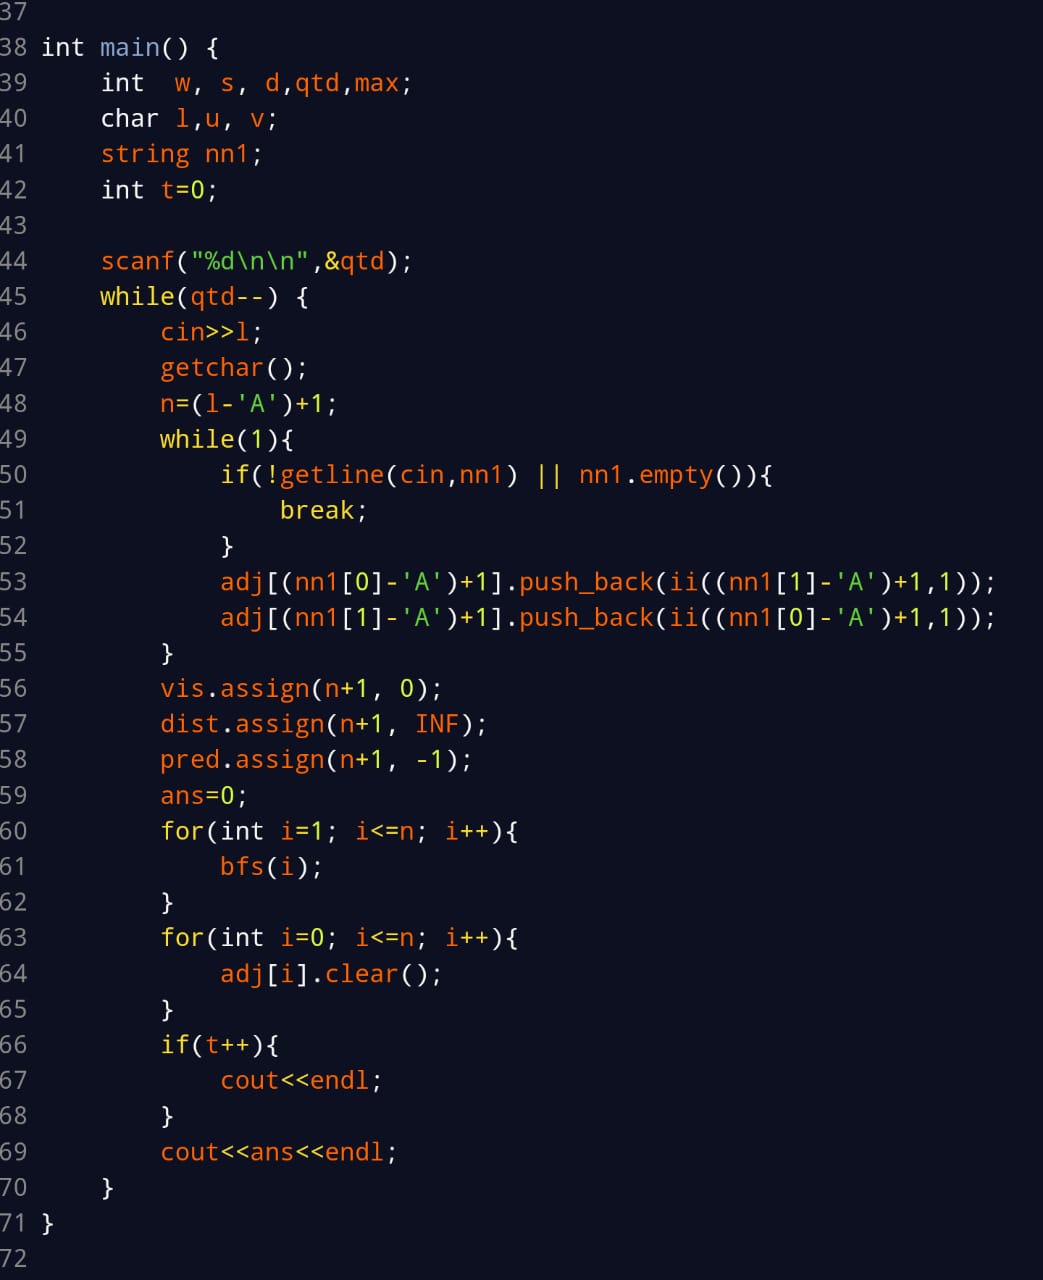 37
38 int main() {
39     int  w, s, d,qtd,max;
40     char l,u, v;
41     string nn1;
42     int t=0;
43
44     scanf("%d\n\n",&qtd);
45     while(qtd--) {
46         cin>>l;
47         getchar();
48         n=(l-'A')+1;
49         while(1){
50             if(!getline(cin,nn1) || nn1.empty()){
51                 break;
52             }
53             adj[(nn1[0]-'A')+1].push_back(ii((nn1[1]-'A')+1,1));
54             adj[(nn1[1]-'A')+1].push_back(ii((nn1[0]-'A')+1,1));
55         }
56         vis.assign(n+1, 0);
57         dist.assign(n+1, INF);
58         pred.assign(n+1, -1);
59         ans=0;
60         for(int i=1; i<=n; i++){
61             bfs(i);
62         }
63         for(int i=0; i<=n; i++){
64             adj[i].clear();
65         }
66         if(t++){
67             cout<<endl;
68         }
69         cout<<ans<<endl;
70     }
71 }
72